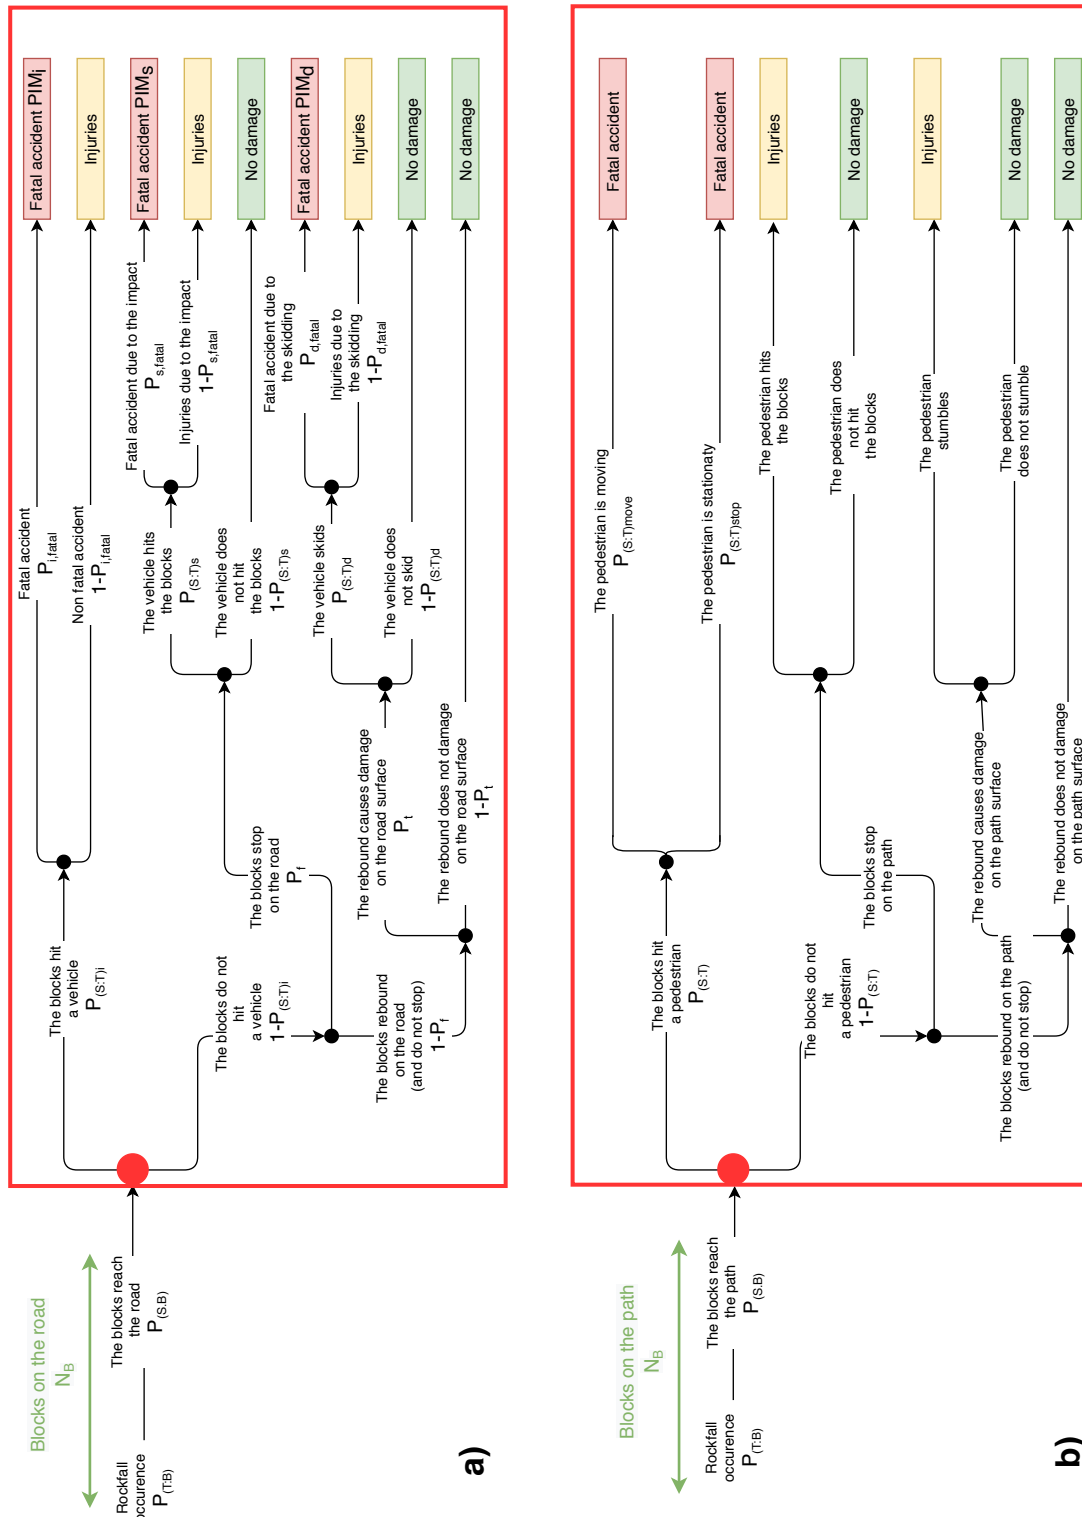 Blocks on the road
N_B
Rockfall
occurence
P_(T:B)
The blocks reach
the road
P_(S:B)
The blocks hit
a vehicle
P_(S:T)i
The blocks do not
hit
a vehicle
1-P_(S:T)i
Fatal accident
P_i,fatal
Non fatal accident
1-P_i,fatal
The blocks stop
on the road
P_f
The blocks rebound
on the road
(and do not stop)
1-P_f
The vehicle hits
the blocks
P_(S:T)s
The vehicle does
not hit
the blocks
1-P_(S:T)s
The rebound causes damage
on the road surface
P_t
The rebound does not damage
on the road surface
1-P_t
The vehicle skids
P_(S:T)d
The vehicle does
not skid
1-P_(S:T)d
Fatal accident due to the impact
P_s,fatal
Injuries due to the impact
1-P_s,fatal
Fatal accident due to
the skidding
P_d,fatal
Injuries due to
the skidding
1-P_d,fatal
Fatal accident PIM_i
Injuries
Fatal accident PIM_s
Injuries
No damage
Fatal accident PIM_d
Injuries
No damage
No damage
a)
Blocks on the path
N_B
Rockfall
occurence
P_(T:B)
The blocks reach
the path
P_(S.B)
The blocks hit
a pedestrian
P_(S:T)
The blocks do not
hit
a pedestrian
1-P_(S:T)
The pedestrian is moving
P_(S:T)move
The pedestrian is stationaty
P_(S:T)stop
The blocks stop
on the path
The blocks rebound on the path
(and do not stop)
The pedestrian hits
the blocks
The pedestrian does
not hit
the blocks
The rebound causes damage
on the path surface
The rebound does not damage
on the path surface
The pedestrian
stumbles
The pedestrian
does not stumble
Fatal accident
Fatal accident
Injuries
No damage
Injuries
No damage
No damage
b)